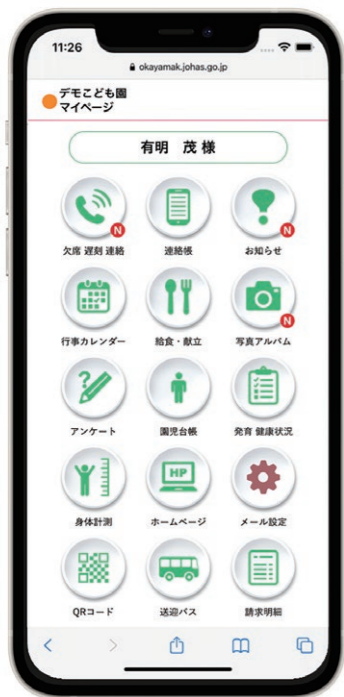 11:26
okayamak.johas.go.jp
デモこども園
マイページ
有明 茂 様
N
N
欠席 遅刻 連絡
連絡帳
お知らせ
N
行事カレンダー
給食・献立
写真アルバム
?
アンケート
園児台帳
発育 健康状況
HP
身体計測
ホームページ
メール設定
QRコード
送迎バス
請求明細